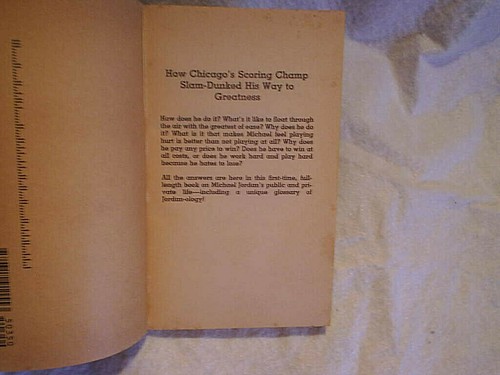 How Chicago's Scoring Champ
Slam-Dunked His Way to
Greatness
How does he do it? What's it like to float through
the air with the greatest of ease? Why does he do
it? What is it that makes Michael feel playing
hurt is better than not playing at all? Why does
he pay any price to win? Does he have to win at
all costs, or does he work hard and play hard
because he hates to lose?
All the answers are here in this first-time, full-
length book on Michael Jordan's public and pri-
vate life—including a unique glossary of
Jordan-ology!